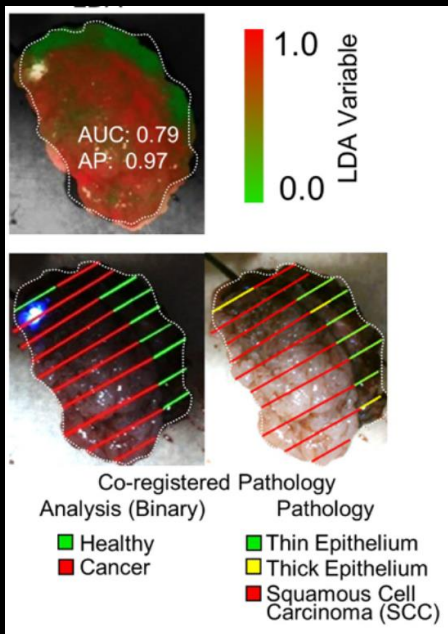 1.0
LDA Variable
0.0
AUC: 0.79
AP: 0.97
Co-registered Pathology
Analysis (Binary)
Healthy
Cancer
Pathology
Thin Epithelium
Thick Epithelium
Squamous Cell
Carcinoma (SCC)